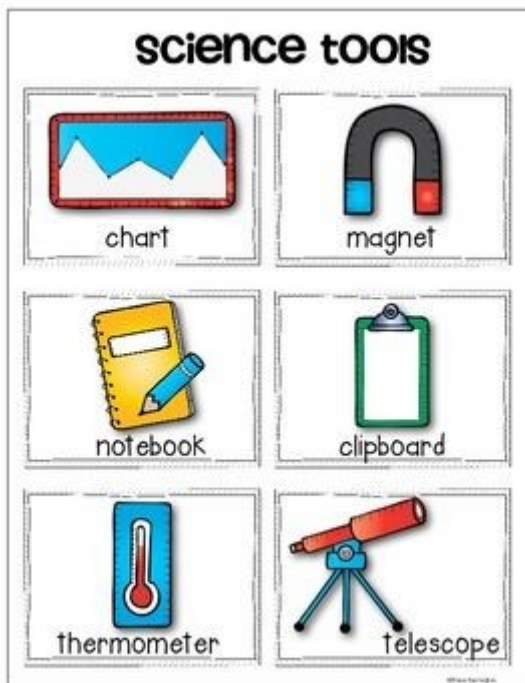 science tools
chart
magnet
notebook
clipboard
thermometer
telescope